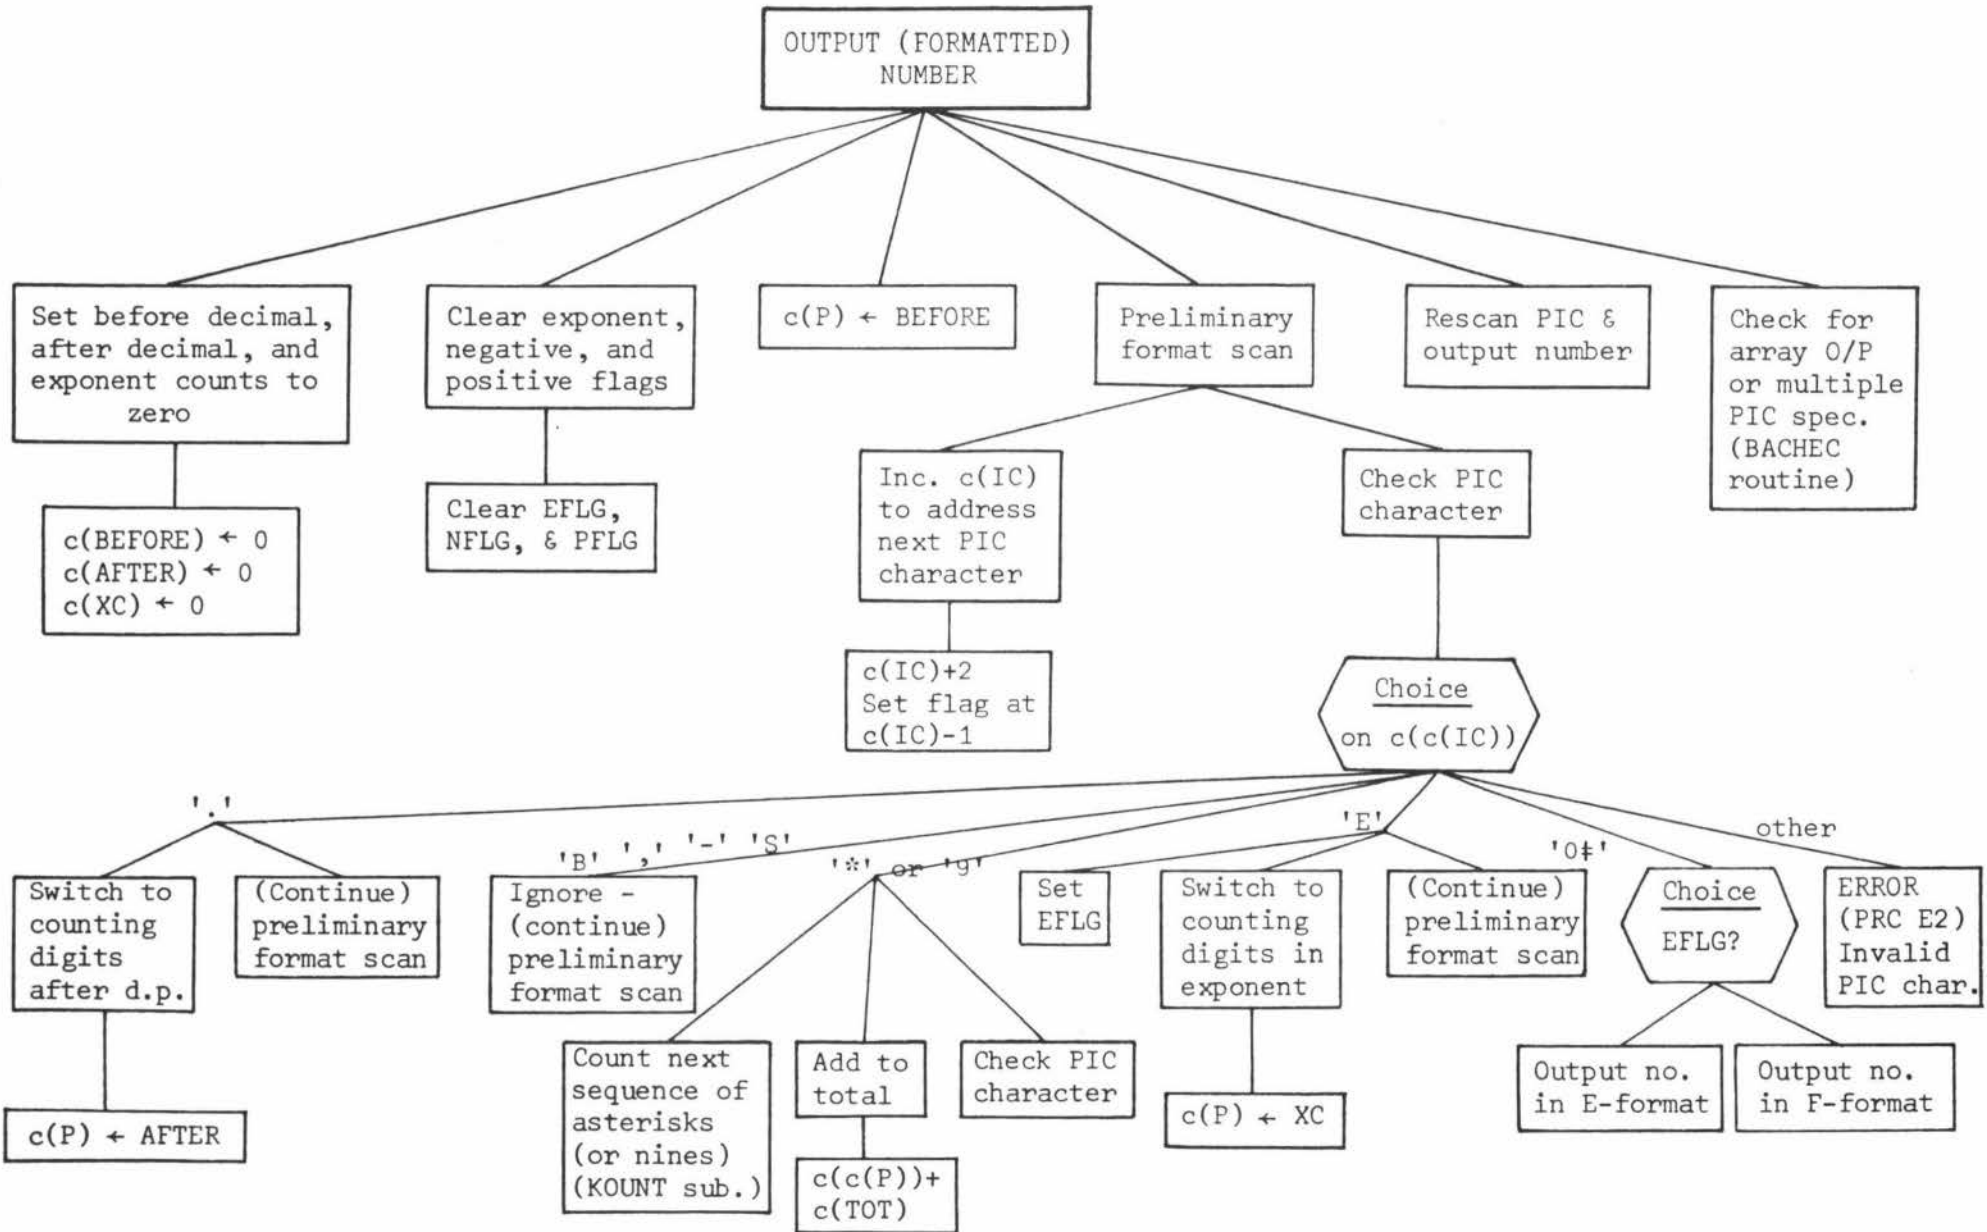 OUTPUT (FORMATTED)
NUMBER
Set before decimal,
after decimal, and
exponent counts to
zero
Clear exponent,
negative, and
positive flags
c(P) ← BEFORE
Preliminary
format scan
Rescan PIC &
output number
Check for
array O/P
or multiple
PIC spec.
(BACHEC
routine)
c(BEFORE) ← 0
c(AFTER) ← 0
c(XC) ← 0
Clear EFLG,
NFLG, & PFLG
Inc. c(IC)
to address
next PIC
character
Check PIC
character
c(IC)+2
Set flag at
c(IC)-1
Choice
on c(c(IC))
'.'
'B' ',' '-' 'S'
'*' or '9'
'E'
'0‡'
other
Switch to
counting
digits
after d.p.
(Continue)
preliminary
format scan
Ignore -
(continue)
preliminary
format scan
Set
EFLG
Switch to
counting
digits in
exponent
(Continue)
preliminary
format scan
Choice
EFLG?
ERROR
(PRC E2)
Invalid
PIC char.
c(P) ← AFTER
Count next
sequence of
asterisks
(or nines)
(KOUNT sub.)
Add to
total
Check PIC
character
c(c(P))+
c(TOT)
c(P) ← XC
Output no.
in E-format
Output no.
in F-format